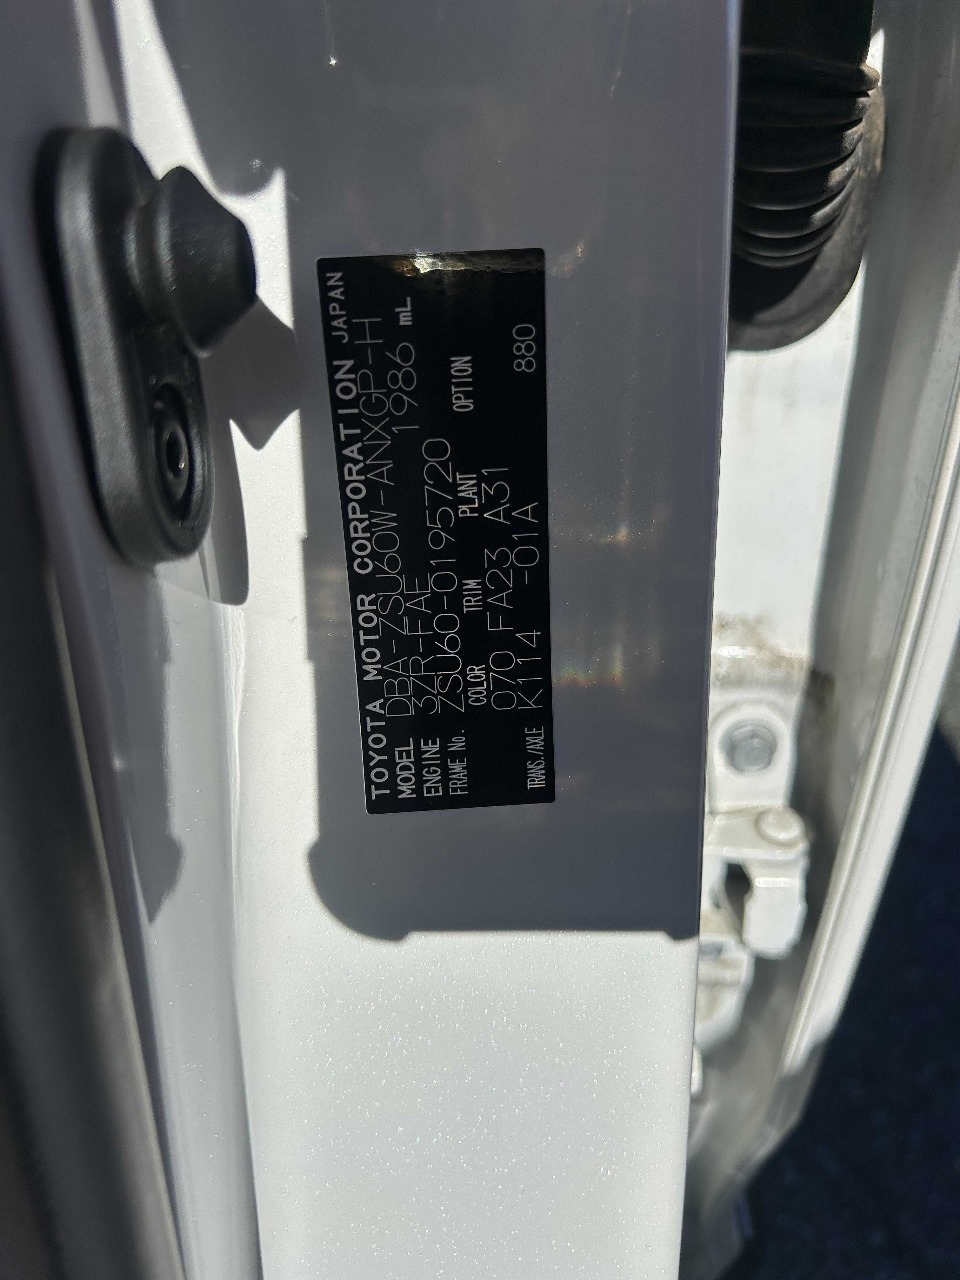 TOYOTA MOTOR CORPORATION JAPAN
MODEL DBA-ZSU60W-ANXGP-H
ENGINE 3ZR-FAE 1986 mL
FRAME No. ZSU60-0195720
COLOR TRIM PLANT OPTION
070 FA23 A31 880
TRANS./AXLE K114 -01A